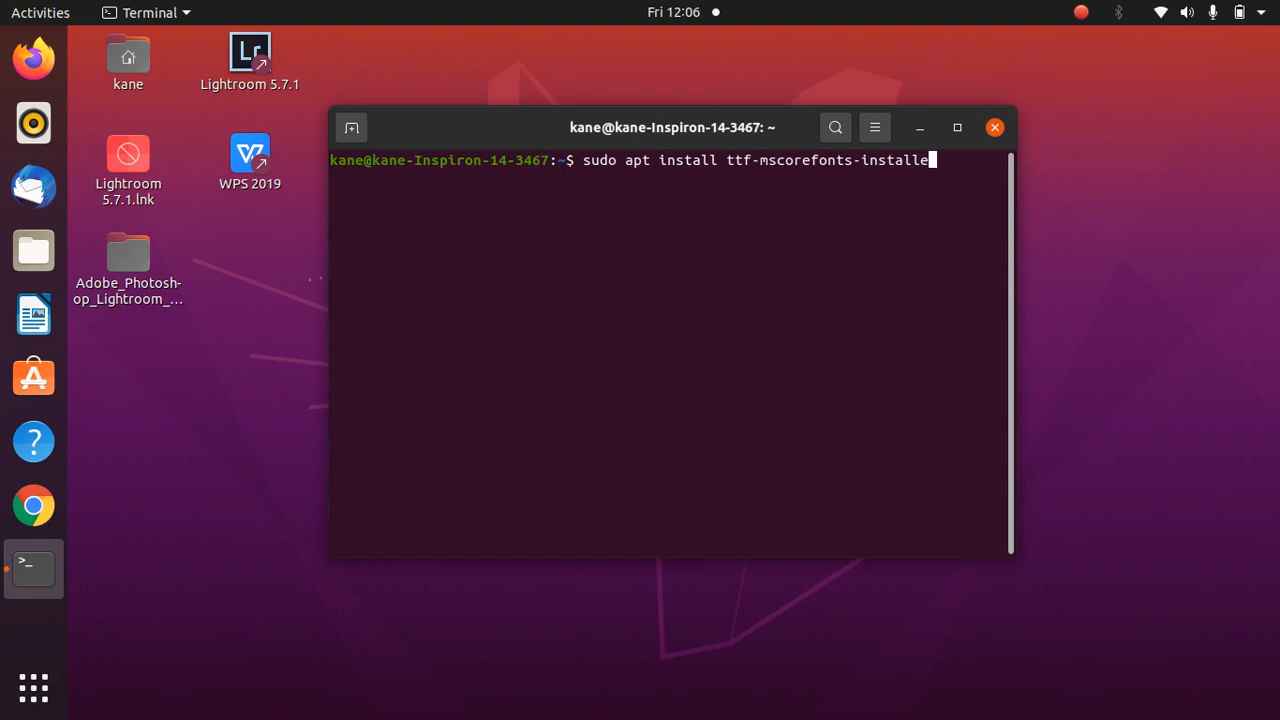 Activities
Terminal
Fri 12:06
kane
Lr
Lightroom 5.7.1
Lightroom
5.7.1.lnk
WPS 2019
Adobe_Photosh-
op_Lightroom_...
kane@kane-Inspiron-14-3467: ~
kane@kane-Inspiron-14-3467:~$ sudo apt install ttf-mscorefonts-installe
>_